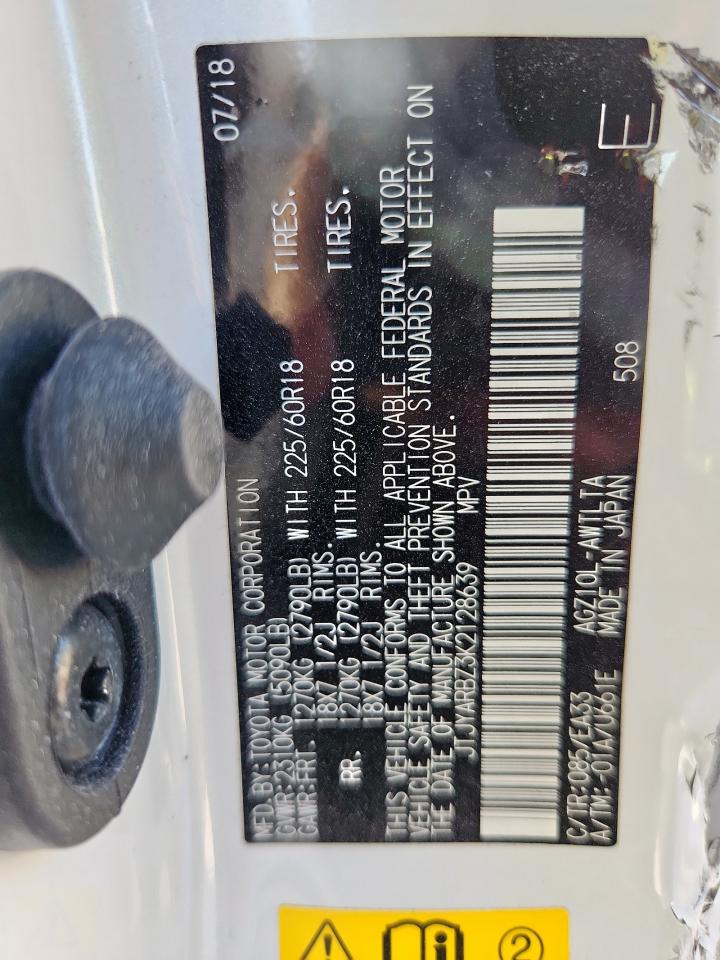 MFD. BY: TOYOTA MOTOR CORPORATION 07/18
GVWR: 2310KG (5090LB)
GAWR: FRT. 1270KG (2790LB) WITH 225/60R18 TIRES.
18X7 1/2J RIMS.
RR. 1270KG (2790LB) WITH 225/60R18 TIRES.
18X7 1/2J RIMS.
THIS VEHICLE CONFORMS TO ALL APPLICABLE FEDERAL MOTOR
VEHICLE SAFETY AND THEFT PREVENTION STANDARDS IN EFFECT ON
THE DATE OF MANUFACTURE SHOWN ABOVE.
JTJYARBZ3K2128639 MPV
C/TR:085/EA33 AGZ10L-AWTLTA 508
A/TM:-01A/U661E MADE IN JAPAN
E
2